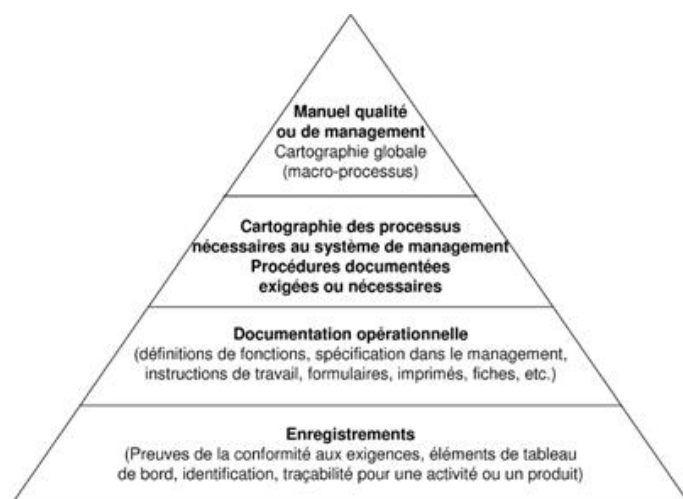 Manuel qualité
ou de management
Cartographie globale
(macro-processus)
Cartographie des processus
nécessaires au système de management
Procédures documentées
exigées ou nécessaires
Documentation opérationnelle
(définitions de fonctions, spécification dans le management,
instructions de travail, formulaires, imprimés, fiches, etc.)
Enregistrements
(Preuves de la conformité aux exigences, éléments de tableau
de bord, identification, traçabilité pour une activité ou un produit)